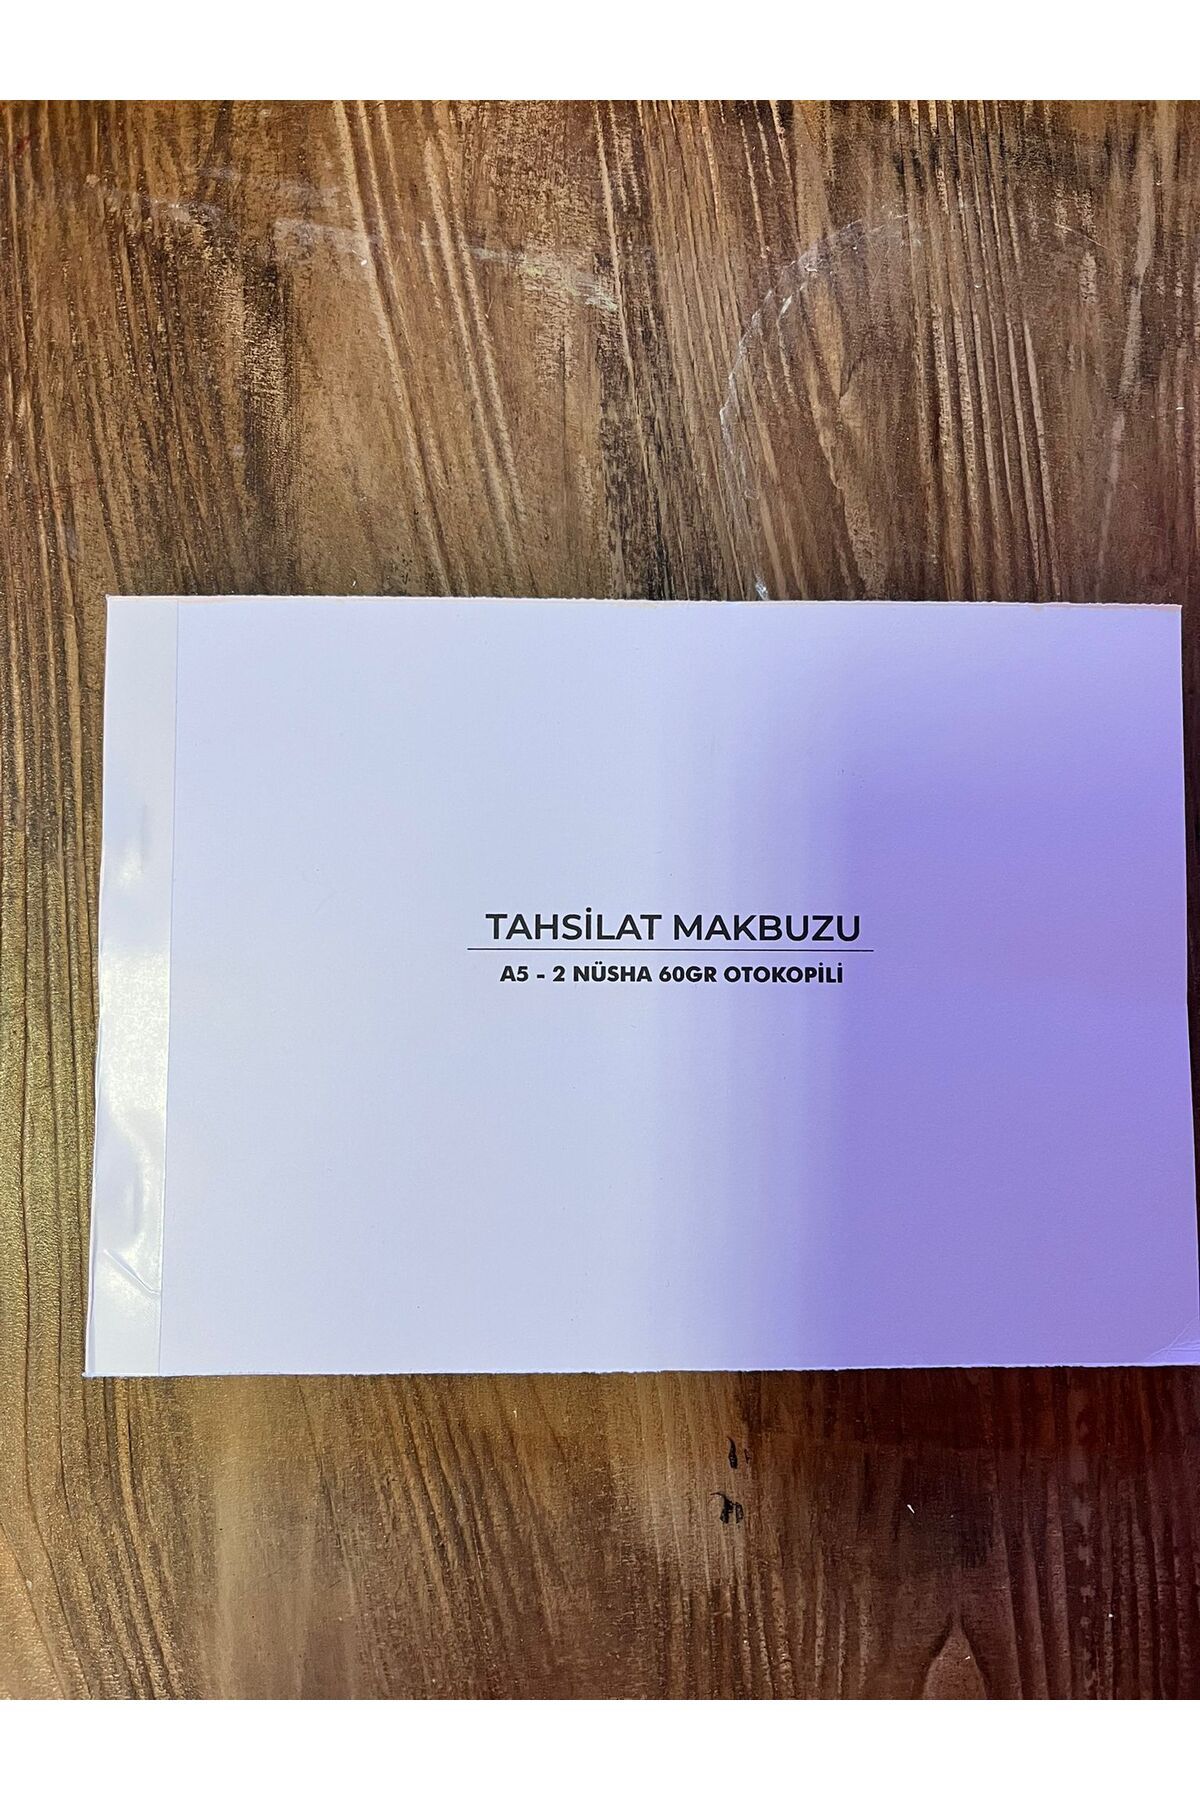 TAHSİLAT MAKBUZU
A5 - 2 NÜSHA 60GR OTOKOPİLİ